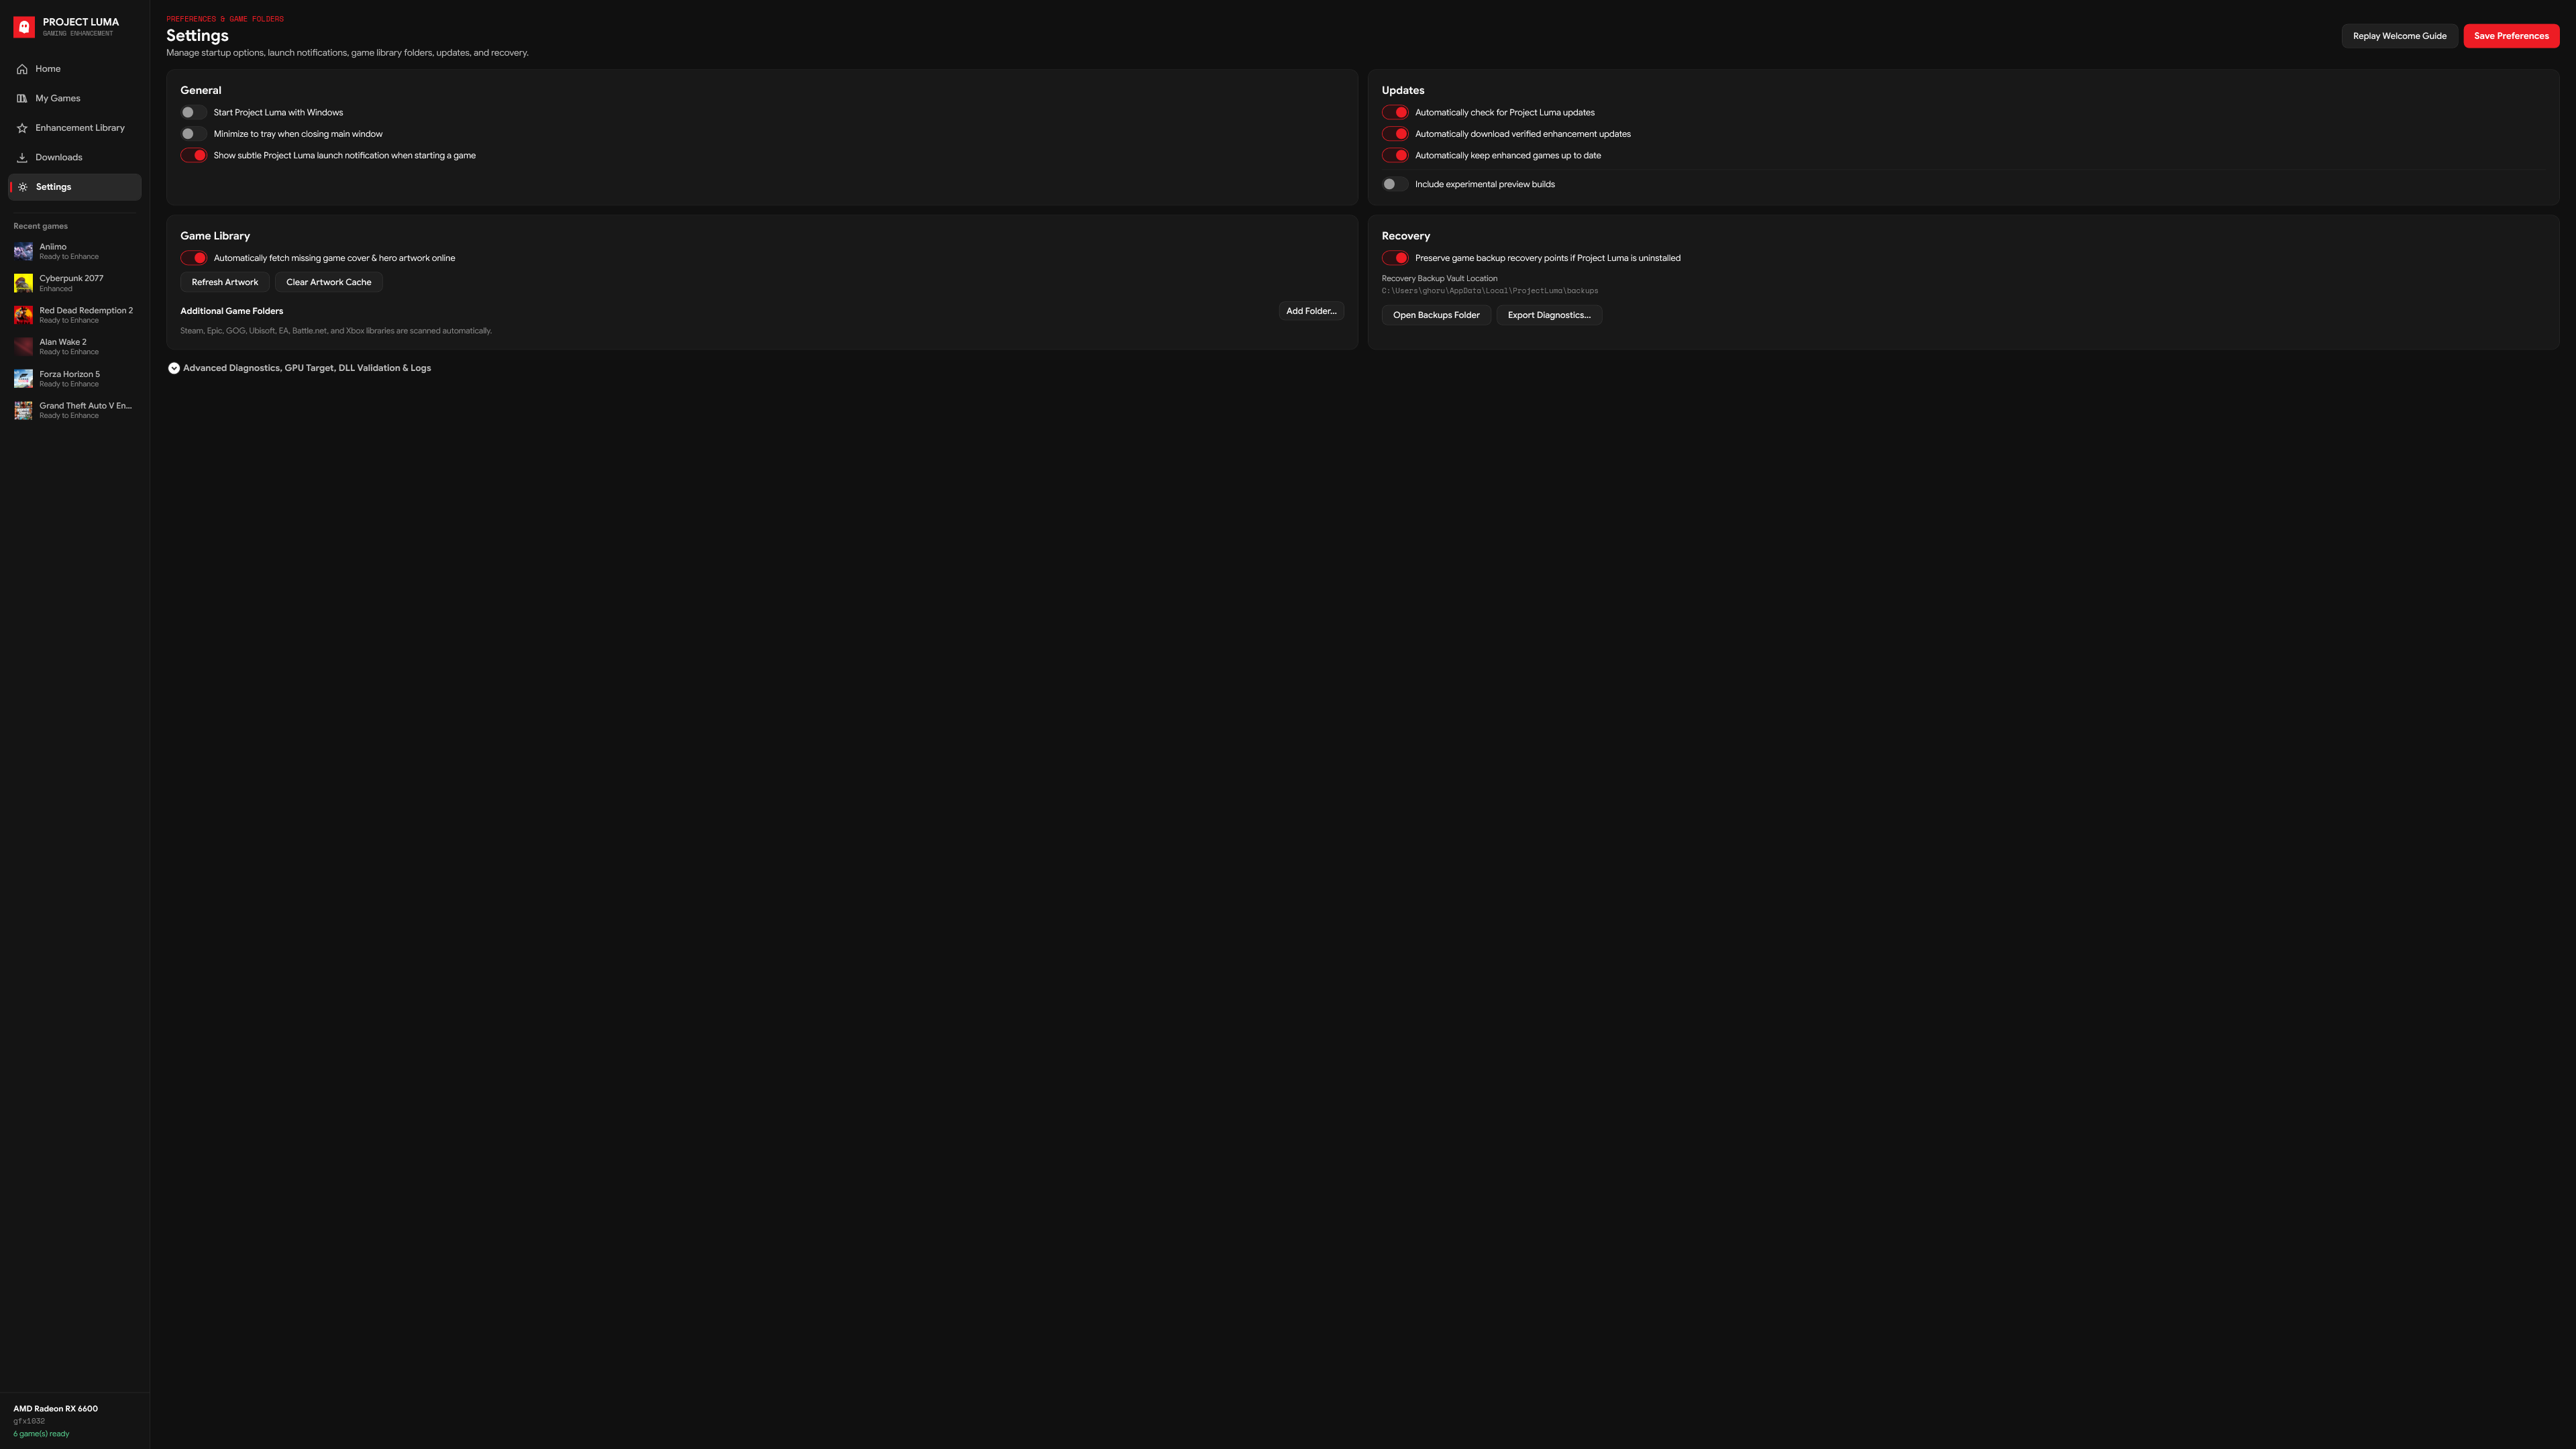 PROJECT LUMA
GAMING ENHANCEMENT
Home
My Games
Enhancement Library
Downloads
Settings
Recent games
Aniimo
Ready to Enhance
Cyberpunk 2077
Enhanced
Red Dead Redemption 2
Ready to Enhance
Alan Wake 2
Ready to Enhance
Forza Horizon 5
Ready to Enhance
Grand Theft Auto V En...
Ready to Enhance
AMD Radeon RX 6600
gfx1032
6 game(s) ready
PREFERENCES & GAME FOLDERS
Settings
Manage startup options, launch notifications, game library folders, updates, and recovery.
Replay Welcome Guide
Save Preferences
General
Start Project Luma with Windows
Minimize to tray when closing main window
Show subtle Project Luma launch notification when starting a game
Updates
Automatically check for Project Luma updates
Automatically download verified enhancement updates
Automatically keep enhanced games up to date
Include experimental preview builds
Game Library
Automatically fetch missing game cover & hero artwork online
Refresh Artwork
Clear Artwork Cache
Additional Game Folders
Add Folder...
Steam, Epic, GOG, Ubisoft, EA, Battle.net, and Xbox libraries are scanned automatically.
Recovery
Preserve game backup recovery points if Project Luma is uninstalled
Recovery Backup Vault Location
C:\Users\ghoru\AppData\Local\ProjectLuma\backups
Open Backups Folder
Export Diagnostics...
Advanced Diagnostics, GPU Target, DLL Validation & Logs